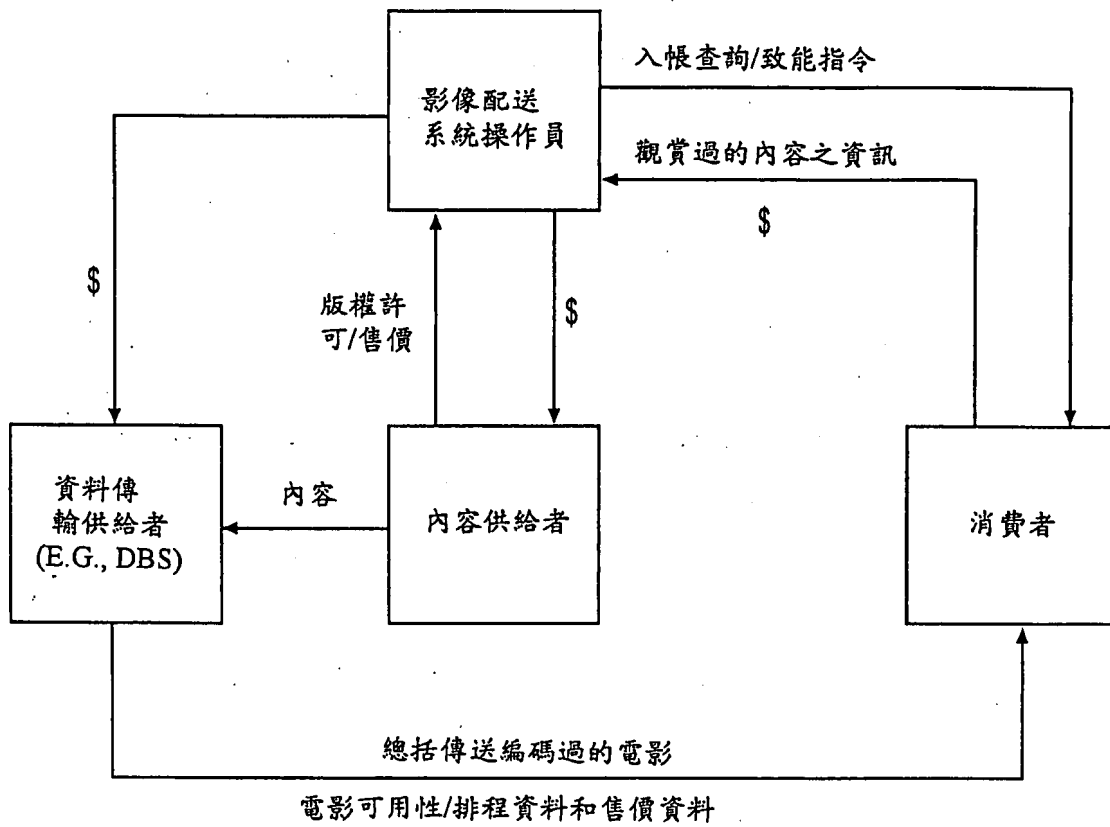 影像配送
系統操作員
入帳查詢/致能指令
觀賞過的內容之資訊
$
$
版權許
可/售價
$
資料傳
輸供給者
(E.G., DBS)
內容
內容供給者
消費者
總括傳送編碼過的電影
電影可用性/排程資料和售價資料